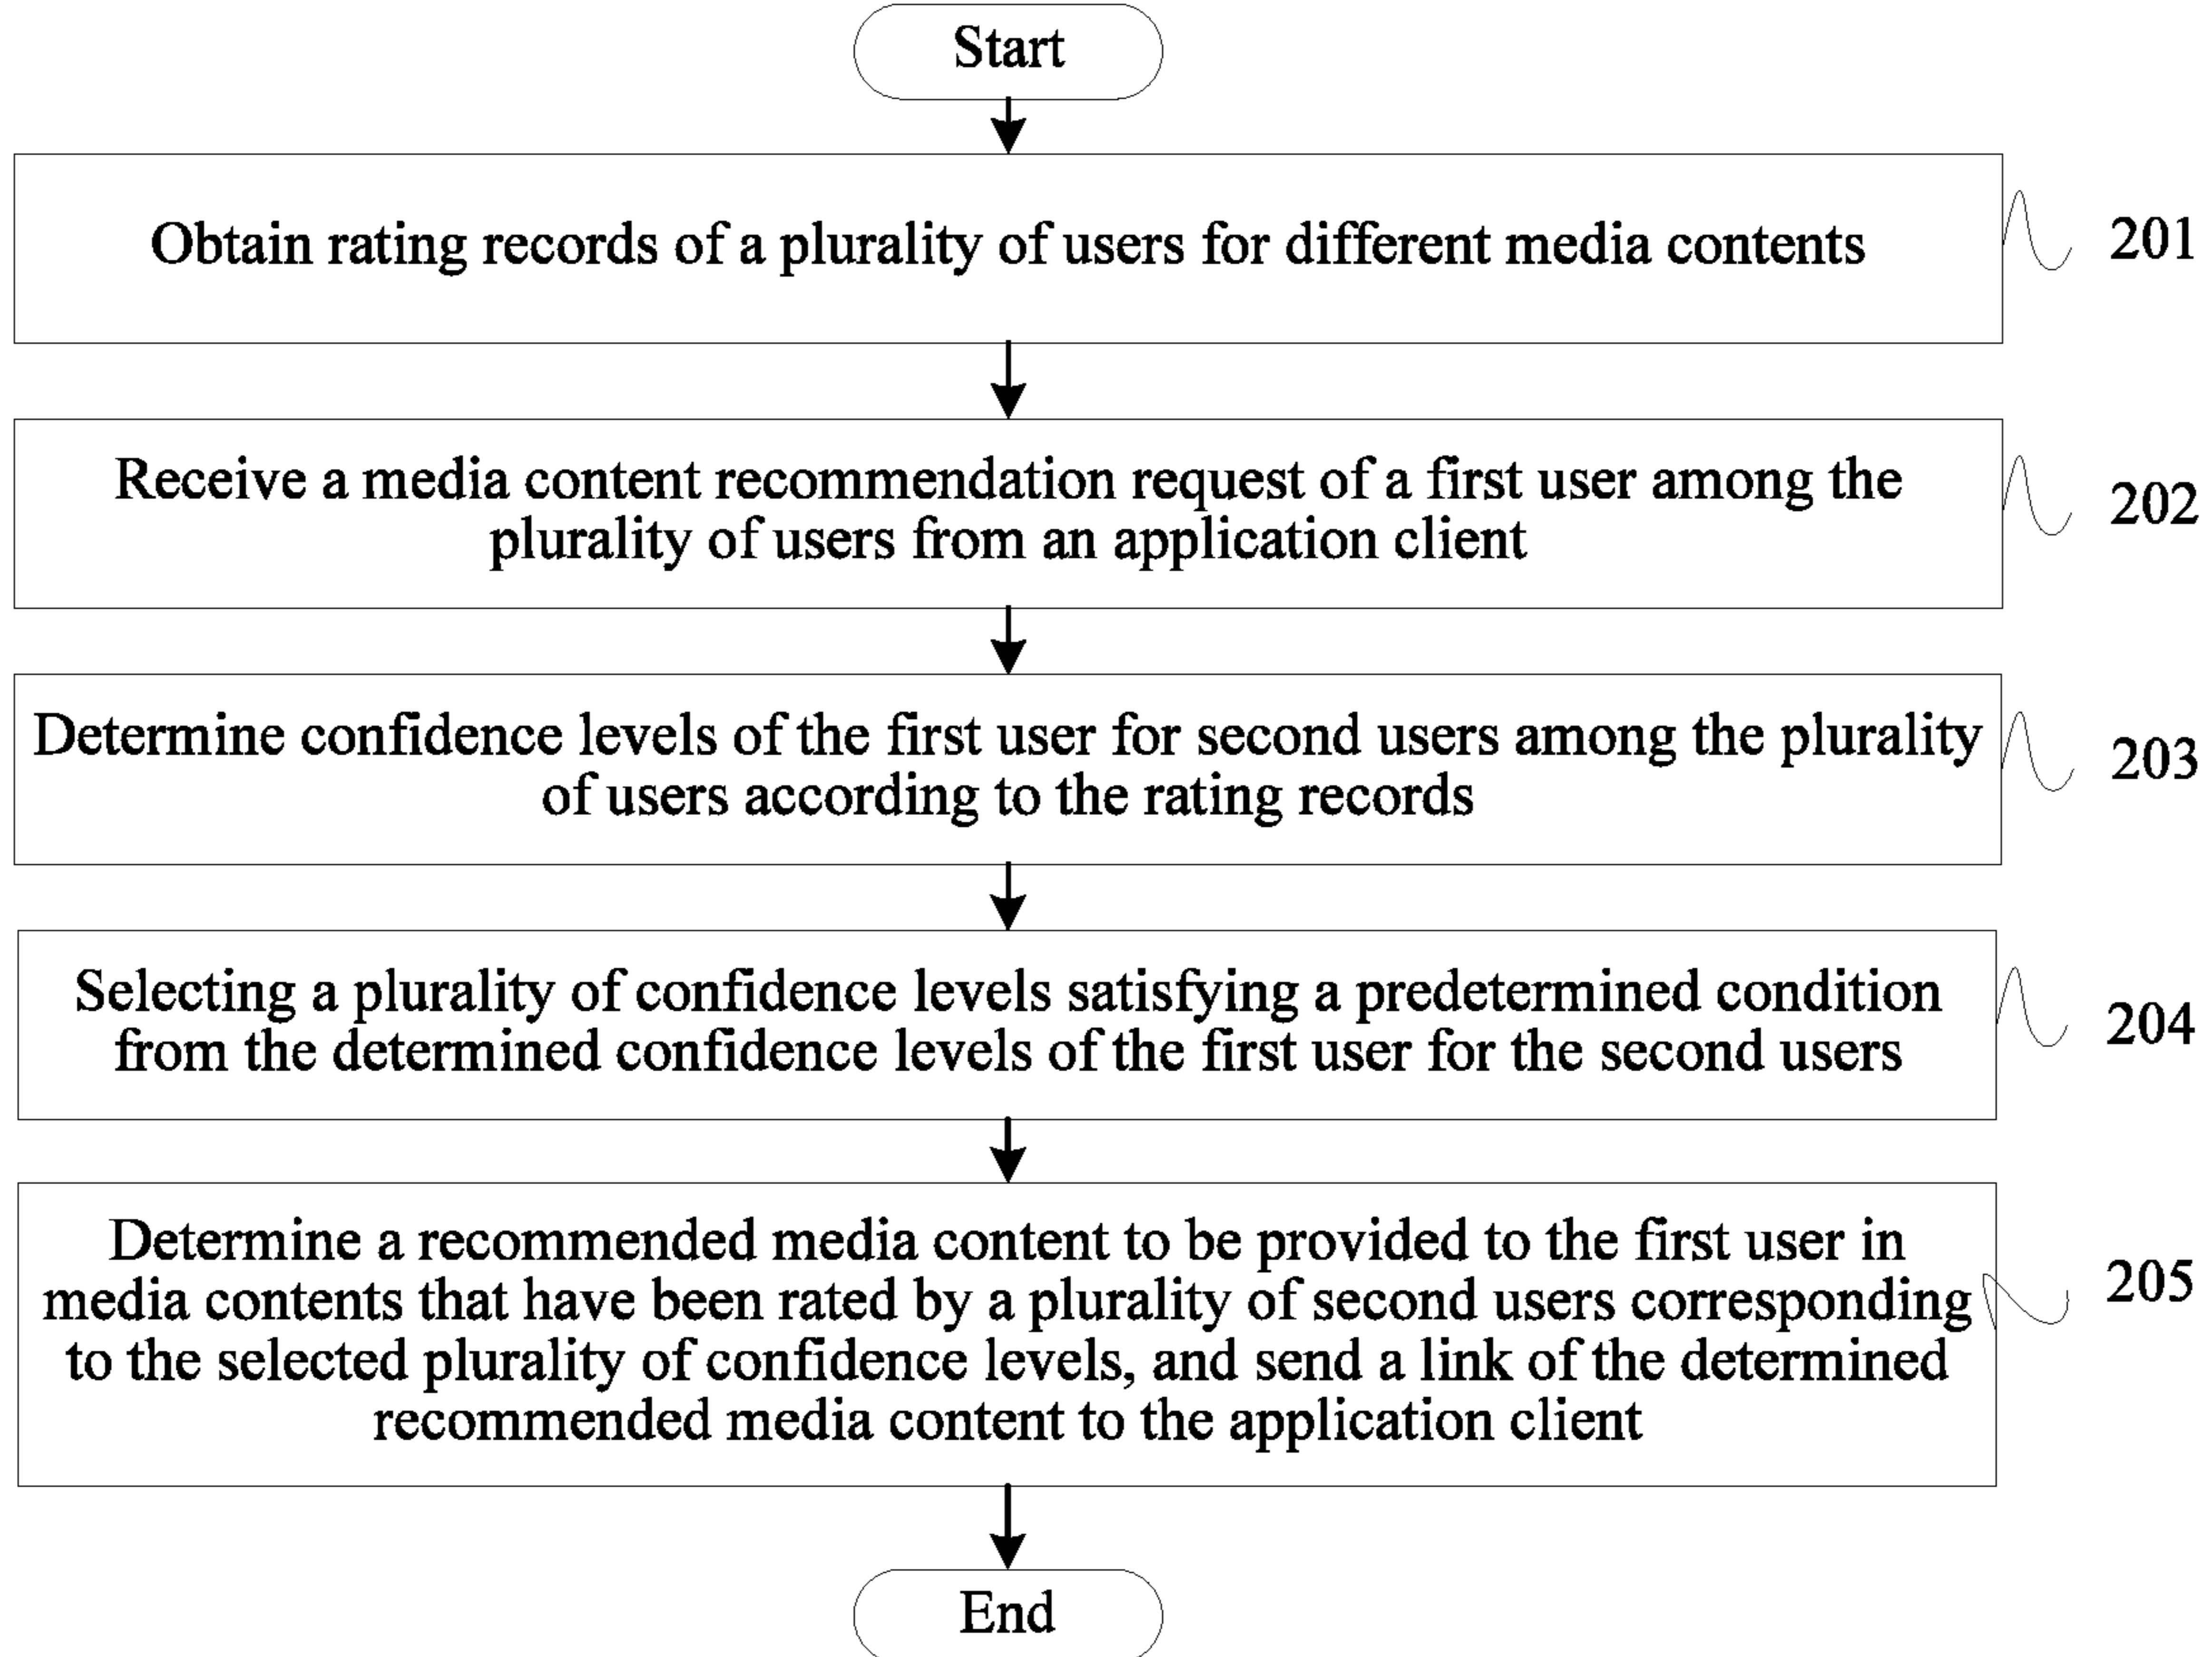 Start
Obtain rating records of a plurality of users for different media contents
201
Receive a media content recommendation request of a first user among the
plurality of users from an application client
202
Determine confidence levels of the first user for second users among the plurality
of users according to the rating records
203
Selecting a plurality of confidence levels satisfying a predetermined condition
from the determined confidence levels of the first user for the second users
204
Determine a recommended media content to be provided to the first user in
media contents that have been rated by a plurality of second users corresponding
to the selected plurality of confidence levels, and send a link of the determined
recommended media content to the application client
205
End